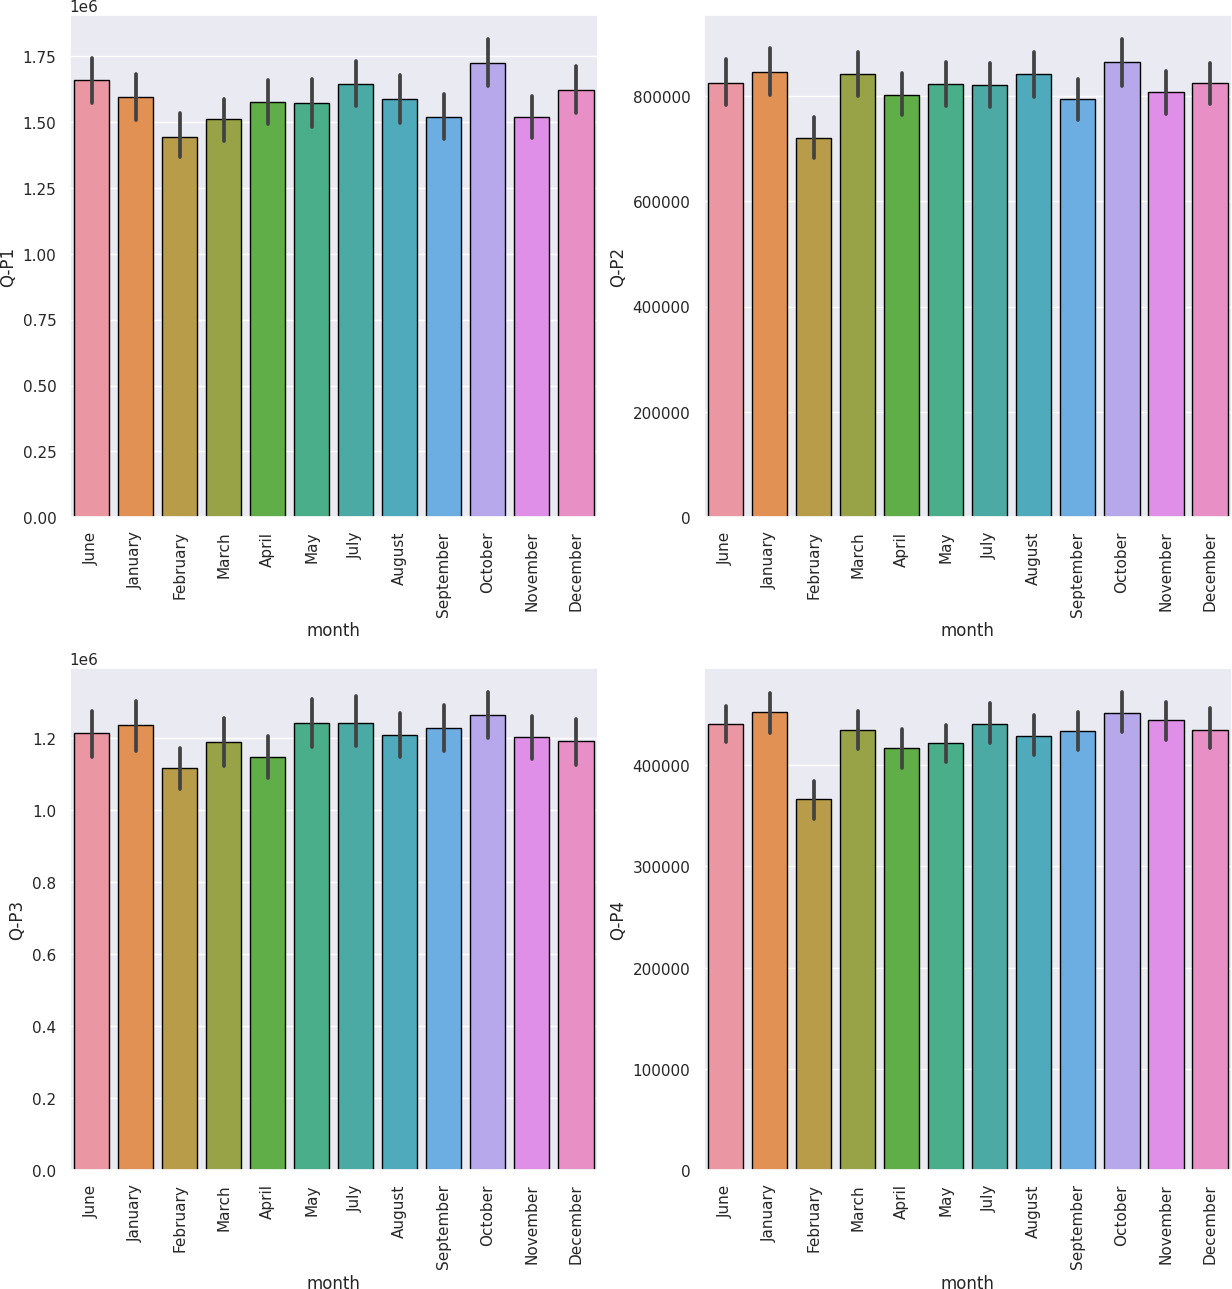 1e6
1.75
1.50
1.25
1.00
0.75
0.50
0.25
0.00
Q-P1
June
January
February
March
April
May
July
August
September
October
November
December
month
800000
600000
400000
200000
0
Q-P2
June
January
February
March
April
May
July
August
September
October
November
December
month
1e6
1.2
1.0
0.8
0.6
0.4
0.2
0.0
Q-P3
June
January
February
March
April
May
July
August
September
October
November
December
month
400000
300000
200000
100000
0
Q-P4
June
January
February
March
April
May
July
August
September
October
November
December
month